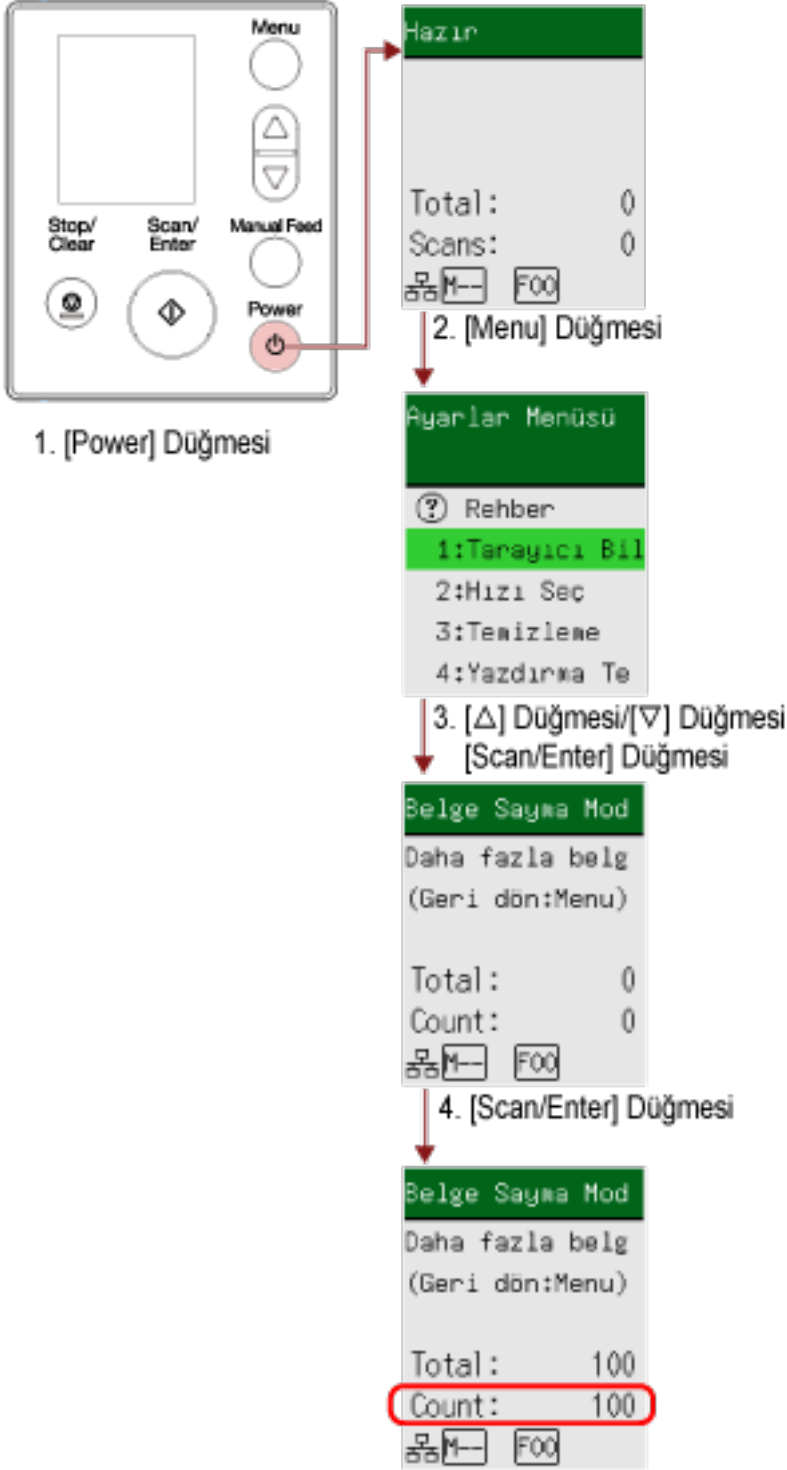 Menu
Stop/
Clear
Scan/
Enter
Manual Feed
Power
1. [Power] Düğmesi
Hazır
Total: 0
Scans: 0
M-- F00
2. [Menu] Düğmesi
Ayarlar Menüsü
? Rehber
1:Tarayıcı Bil
2:Hızı Seç
3:Temizleme
4:Yazdırma Te
3. [△] Düğmesi/[▽] Düğmesi
[Scan/Enter] Düğmesi
Belge Sayma Mod
Daha fazla belg
(Geri dön:Menu)
Total: 0
Count: 0
M-- F00
4. [Scan/Enter] Düğmesi
Belge Sayma Mod
Daha fazla belg
(Geri dön:Menu)
Total: 100
Count: 100
M-- F00